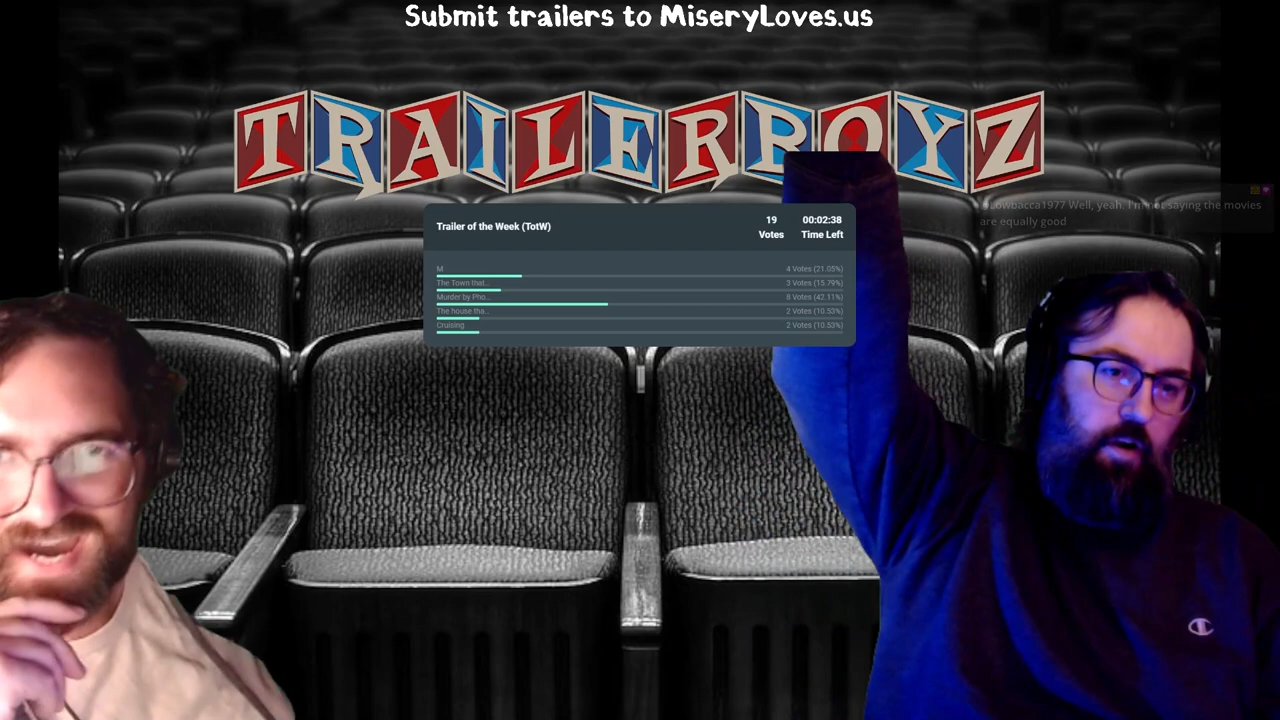 Submit trailers to MiseryLoves.us
TRAILERBOYZ
Trailer of the Week (TotW)
19 Votes
00:02:38 Time Left
M 4 Votes (21.05%)
The Town that... 3 Votes (15.79%)
Murder by Pho... 8 Votes (42.11%)
The house tha... 2 Votes (10.53%)
Cruising 2 Votes (10.53%)
Well, yeah. I'm not saying the movies
are equally good